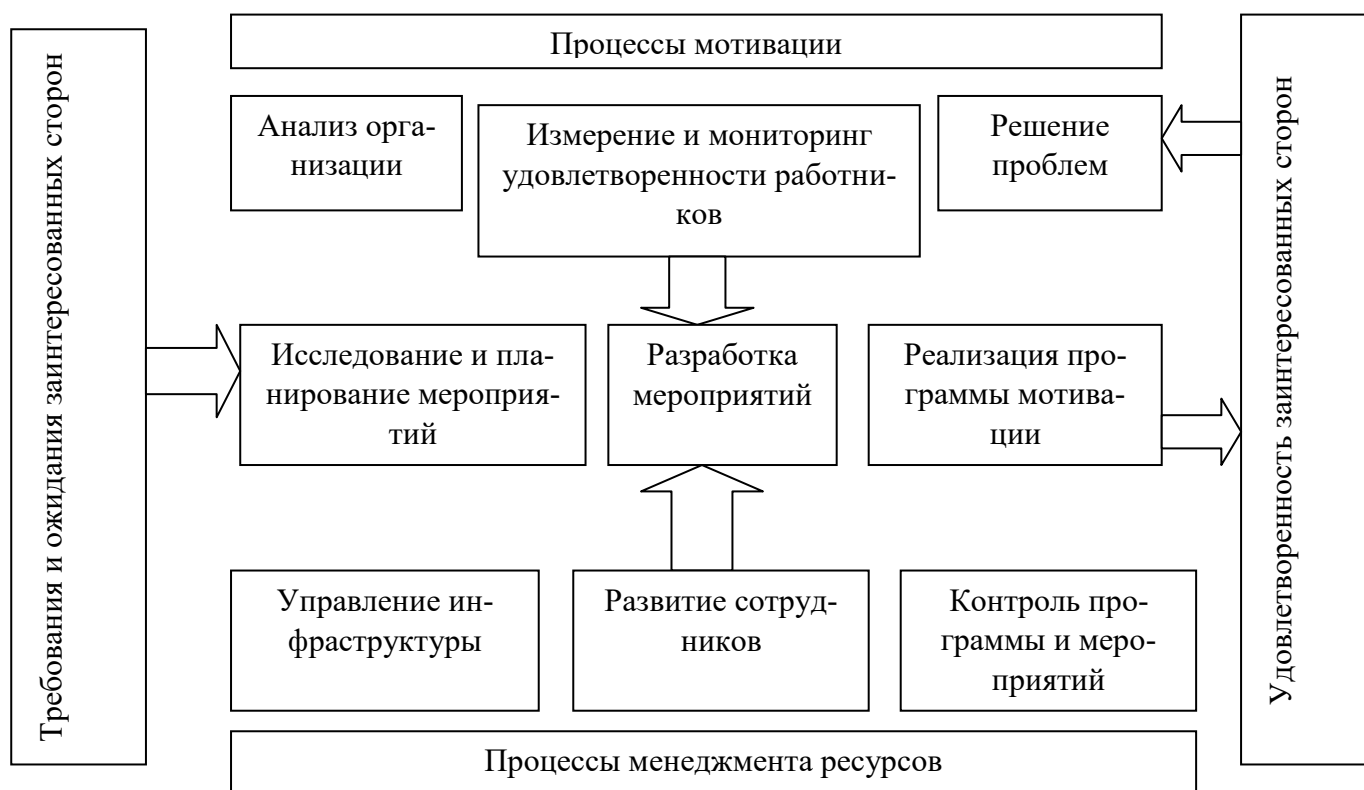 Требования и ожидания заинтересованных сторон
Процессы мотивации
Анализ орга-
низации
Измерение и мониторинг
удовлетворенности работни-
ков
Решение
проблем
Исследование и пла-
нирование мероприя-
тий
Разработка
мероприятий
Реализация про-
граммы мотива-
ции
Управление ин-
фраструктуры
Развитие сотруд-
ников
Контроль про-
граммы и меро-
приятий
Процессы менеджмента ресурсов
Удовлетворенность заинтересованных сторон